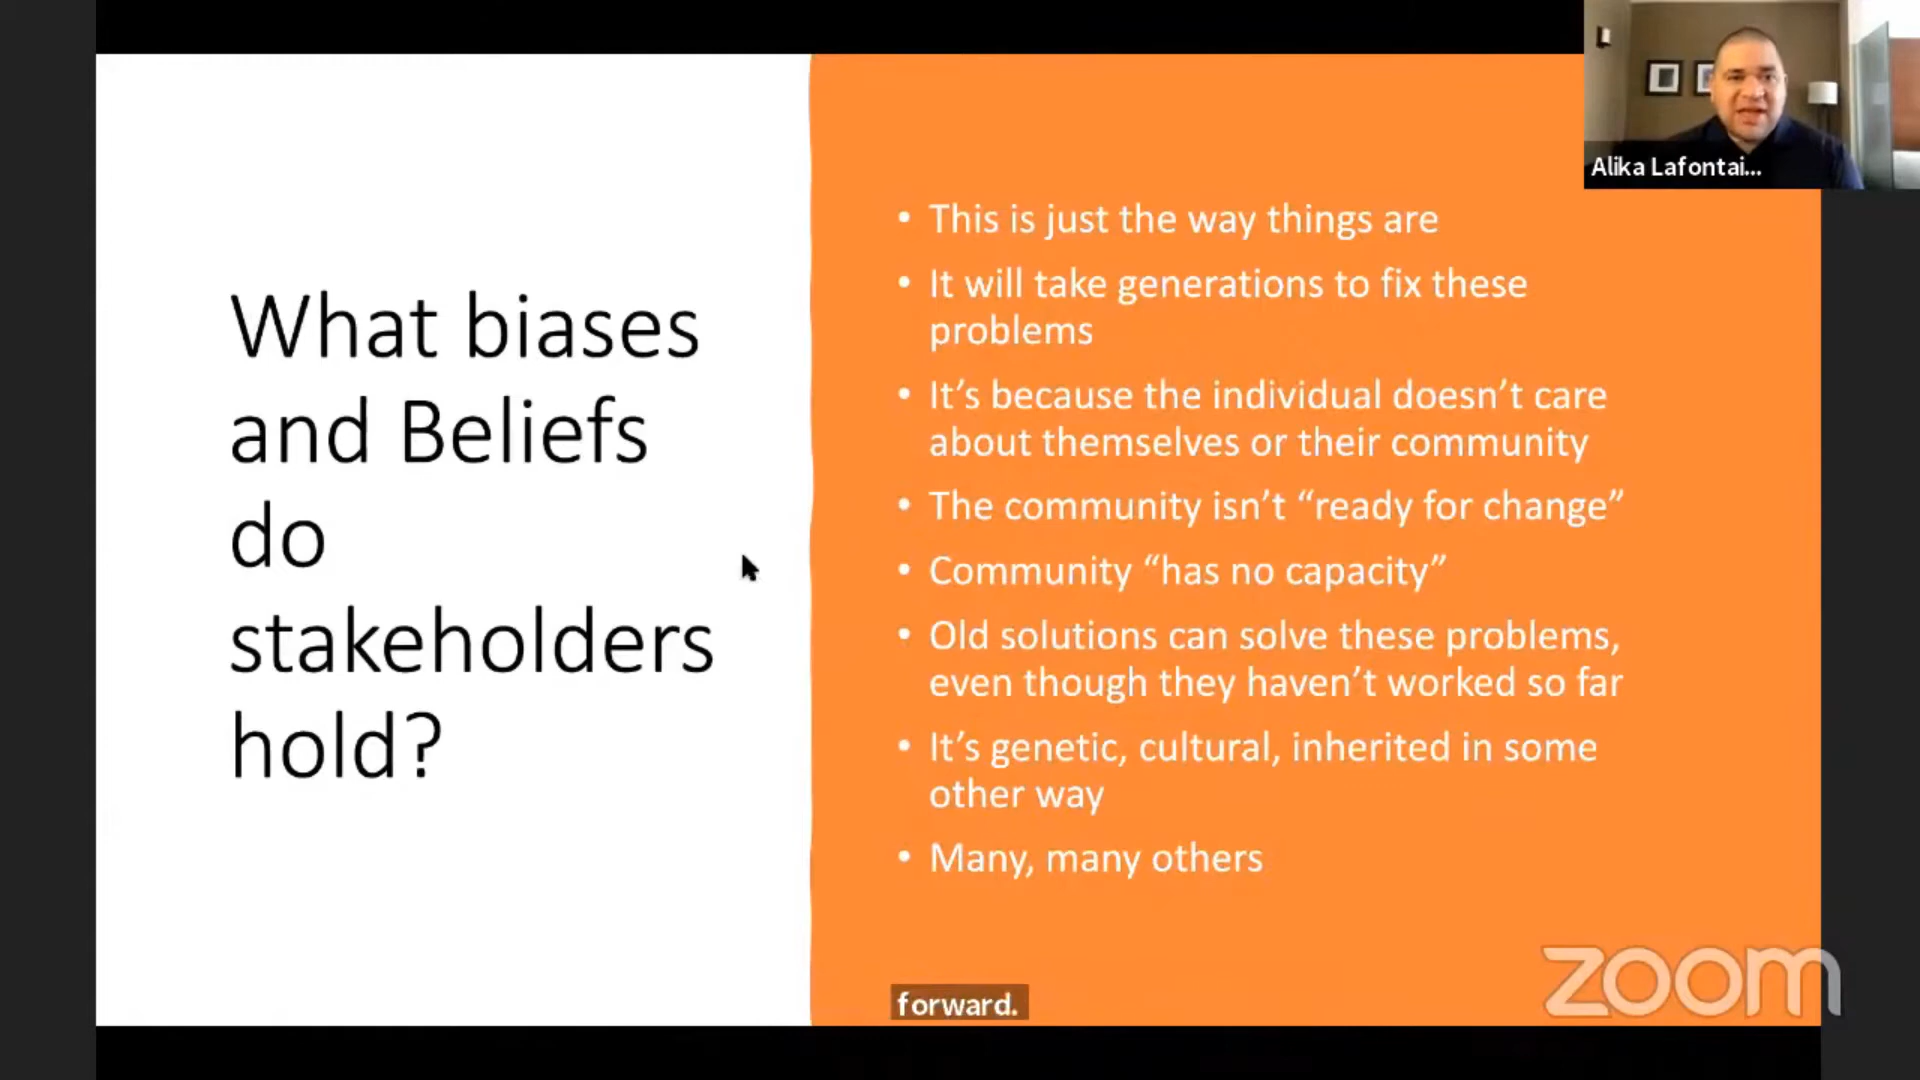 Alika Lafontai...
What biases
and Beliefs
do
stakeholders
hold?
• This is just the way things are
• It will take generations to fix these
problems
• It’s because the individual doesn’t care
about themselves or their community
• The community isn’t “ready for change”
• Community “has no capacity”
• Old solutions can solve these problems,
even though they haven’t worked so far
• It’s genetic, cultural, inherited in some
other way
• Many, many others
forward.
zoom